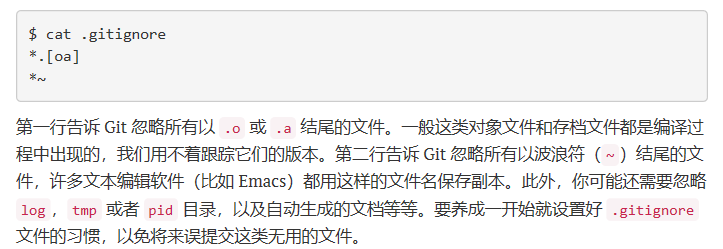 $ cat .gitignore
*.[oa]
*~
第一行告诉 Git 忽略所有以 .o 或 .a 结尾的文件。一般这类对象文件和存档文件都是编译过
程中出现的，我们用不着跟踪它们的版本。第二行告诉 Git 忽略所有以波浪符（~）结尾的文
件，许多文本编辑软件（比如 Emacs）都用这样的文件名保存副本。此外，你可能还需要忽略
log，tmp 或者 pid 目录，以及自动生成的文档等等。要养成一开始就设置好 .gitignore
文件的习惯，以免将来误提交这类无用的文件。